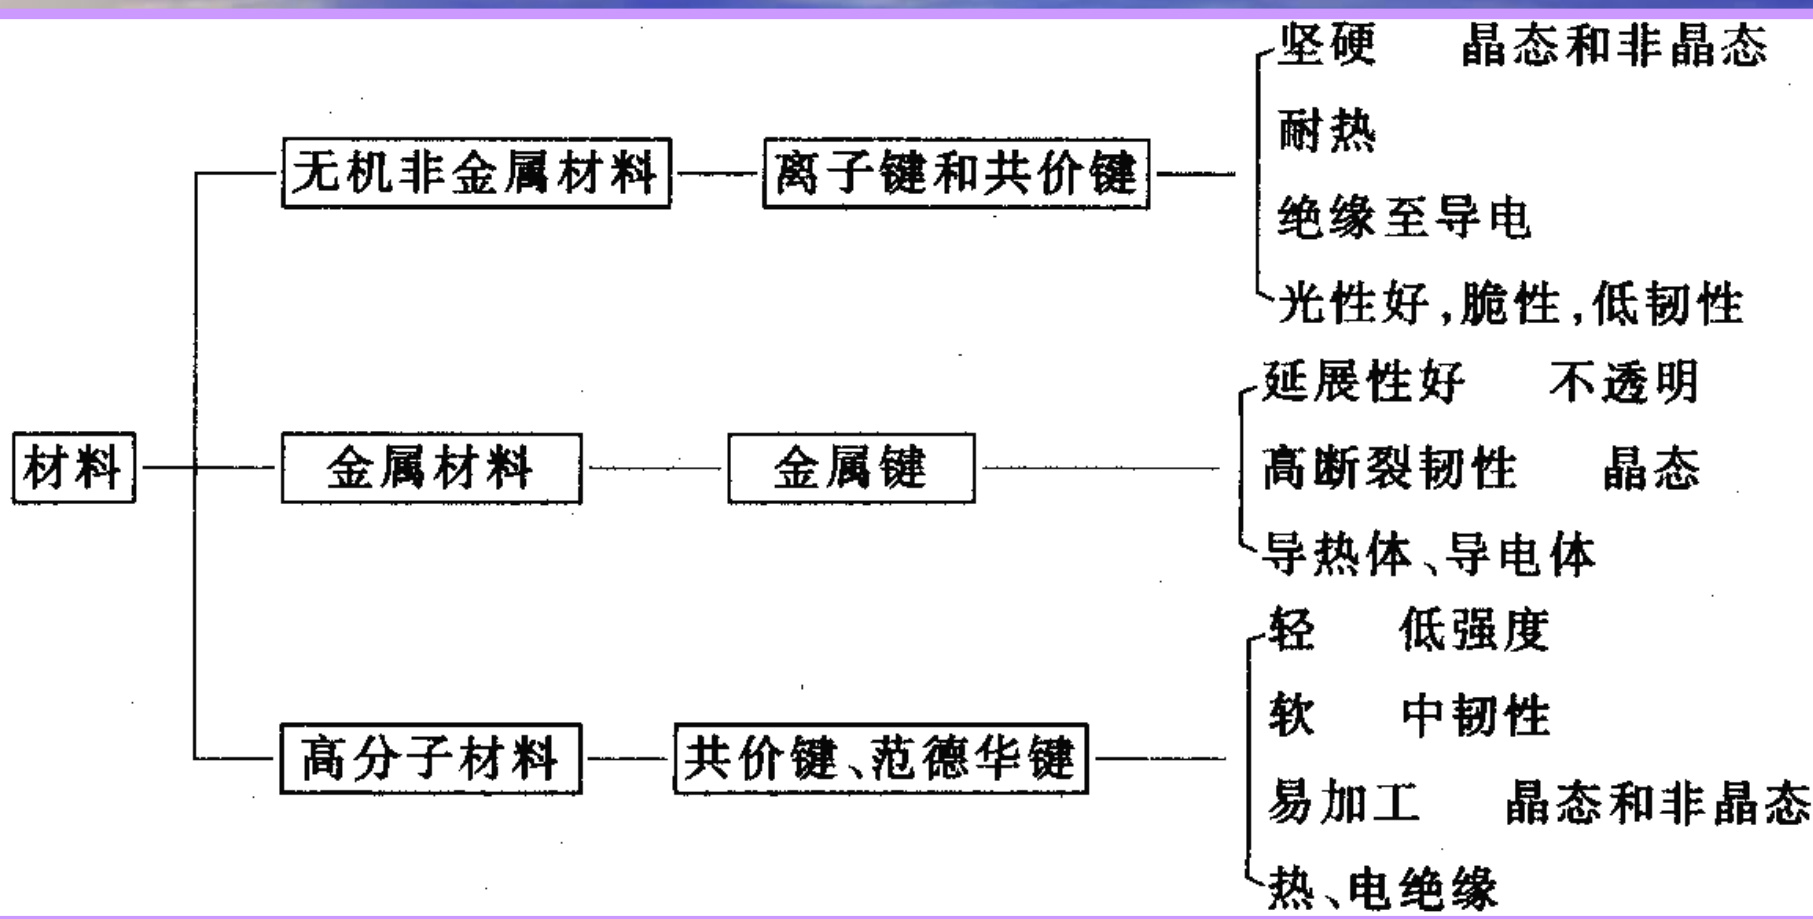 坚硬 晶态和非晶态
耐热
无机非金属材料 离子键和共价键
绝缘至导电
光性好,脆性,低韧性
延展性好 不透明
材料 金属材料 金属键 高断裂韧性 晶态
导热体、导电体
轻 低强度
软 中韧性
高分子材料 共价键、范德华键
易加工 晶态和非晶态
热、电绝缘